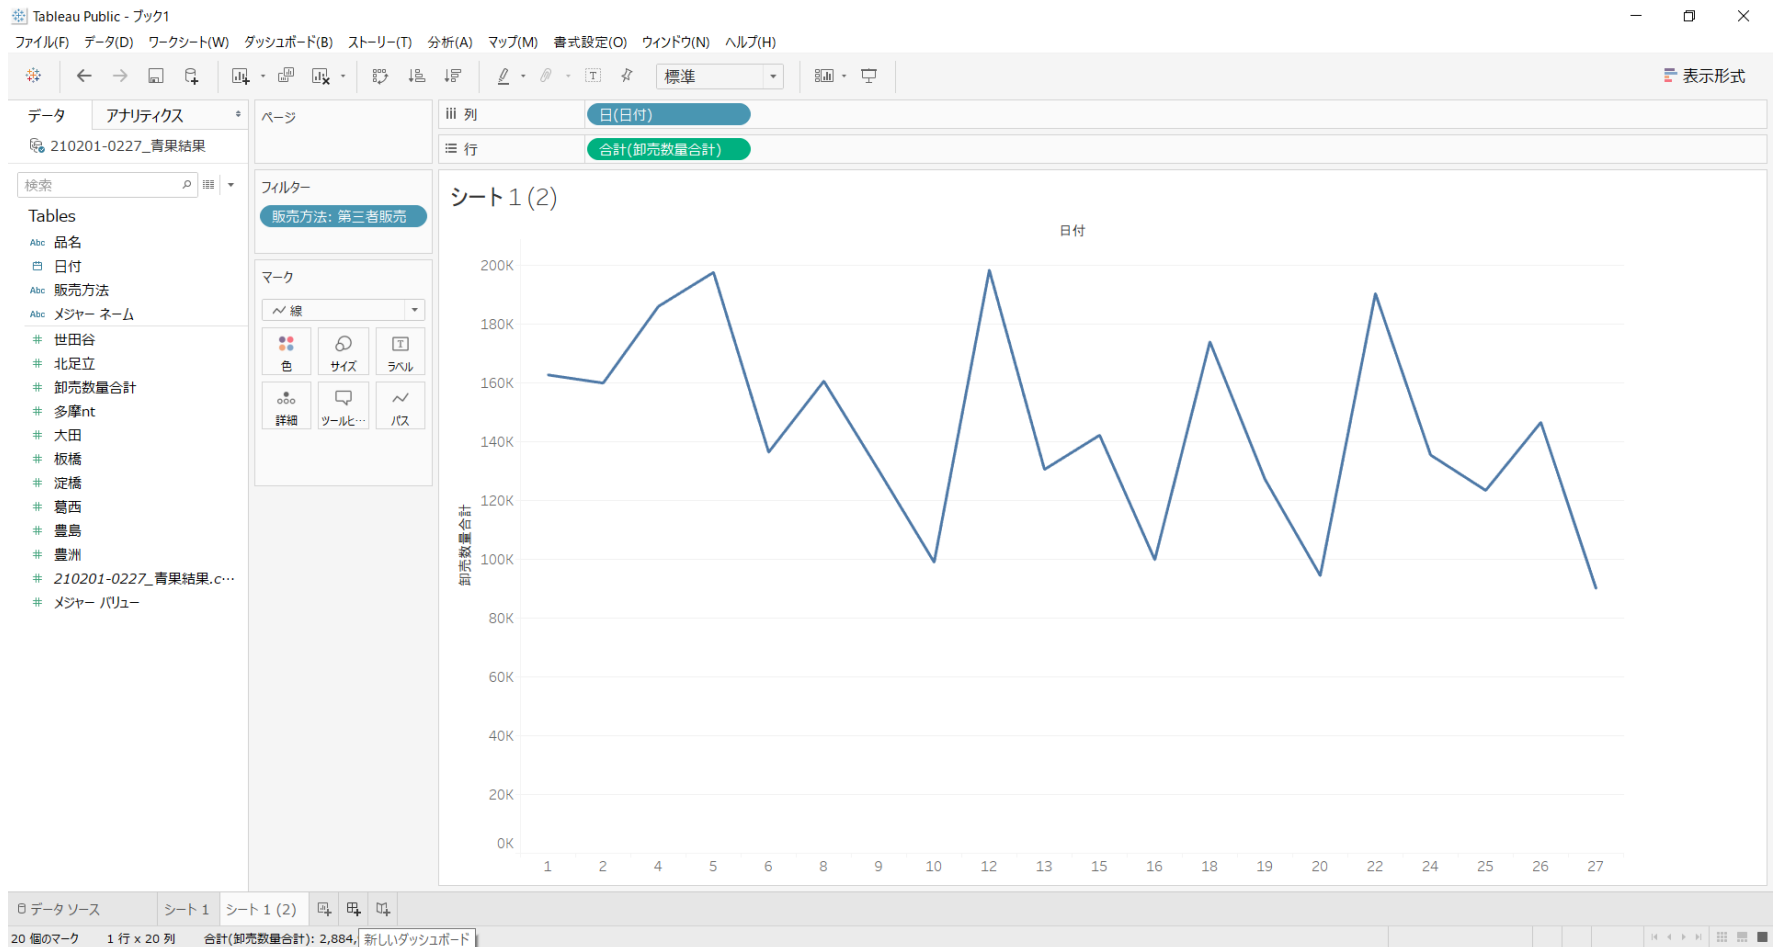 Tableau Public - ブック1
ファイル(F) データ(D) ワークシート(W) ダッシュボード(B) ストーリー(T) 分析(A) マップ(M) 書式設定(O) ウィンドウ(N) ヘルプ(H)
標準
表示形式
データ アナリティクス
210201-0227_青果結果
検索
Tables
Abc 品名
日付
Abc 販売方法
Abc メジャー ネーム
世田谷
北足立
卸売数量合計
多摩nt
大田
板橋
淀橋
葛西
豊島
豊洲
210201-0227_青果結果.c…
メジャー バリュー
ページ
フィルター
販売方法: 第三者販売
マーク
線
色 サイズ ラベル
詳細 ツールヒ… パス
列 日(日付)
行 合計(卸売数量合計)
シート 1 (2)
日付
卸売数量合計
200K
180K
160K
140K
120K
100K
80K
60K
40K
20K
0K
1 2 4 5 6 8 9 10 12 13 15 16 18 19 20 22 24 25 26 27
データ ソース シート 1 シート 1 (2)
20 個のマーク 1 行 x 20 列 合計(卸売数量合計): 2,884, 新しいダッシュボード